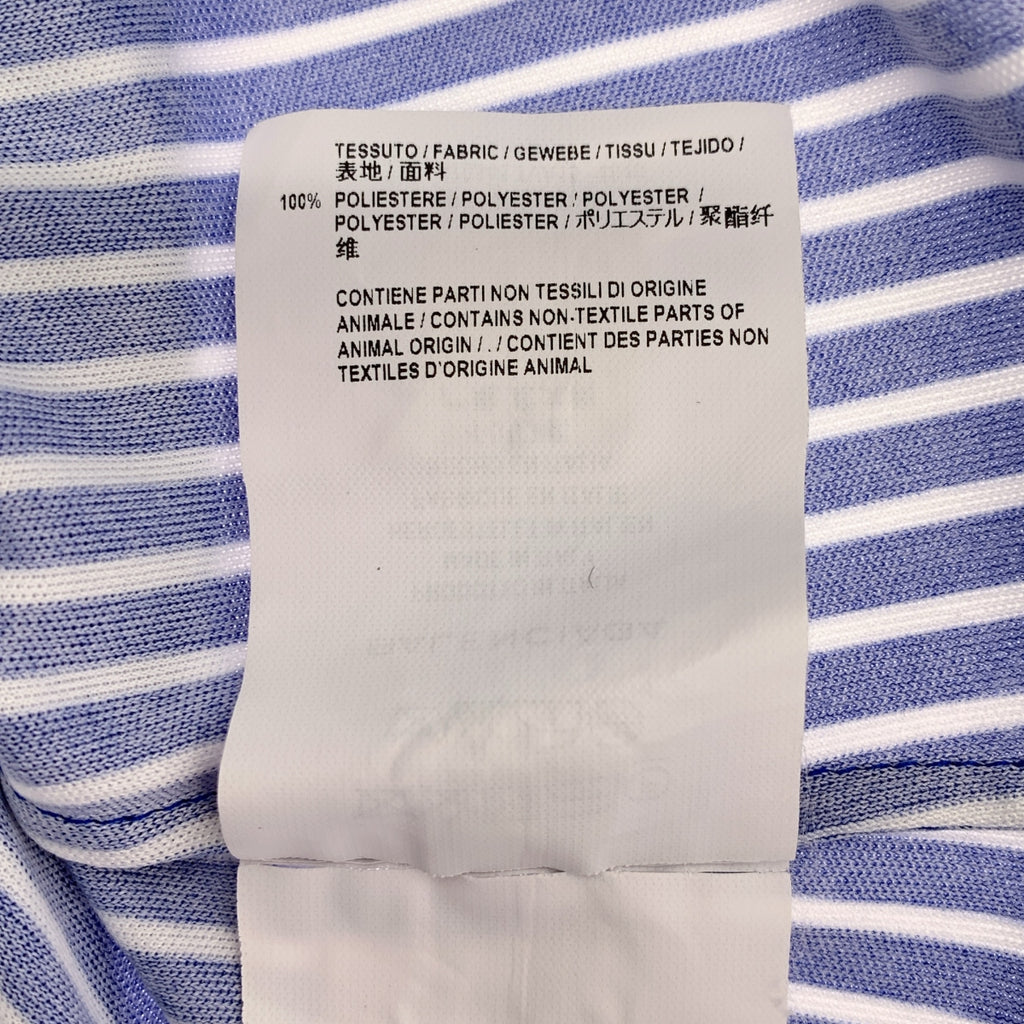 TESSUTO / FABRIC / GEWEBE / TISSU / TEJIDO /
表地 / 面料
100% POLIESTERE / POLYESTER / POLYESTER /
POLYESTER / POLIESTER / ポリエステル / 聚酯纤
维
CONTIENE PARTI NON TESSILI DI ORIGINE
ANIMALE / CONTAINS NON-TEXTILE PARTS OF
ANIMAL ORIGIN / . / CONTIENT DES PARTIES NON
TEXTILES D'ORIGINE ANIMAL